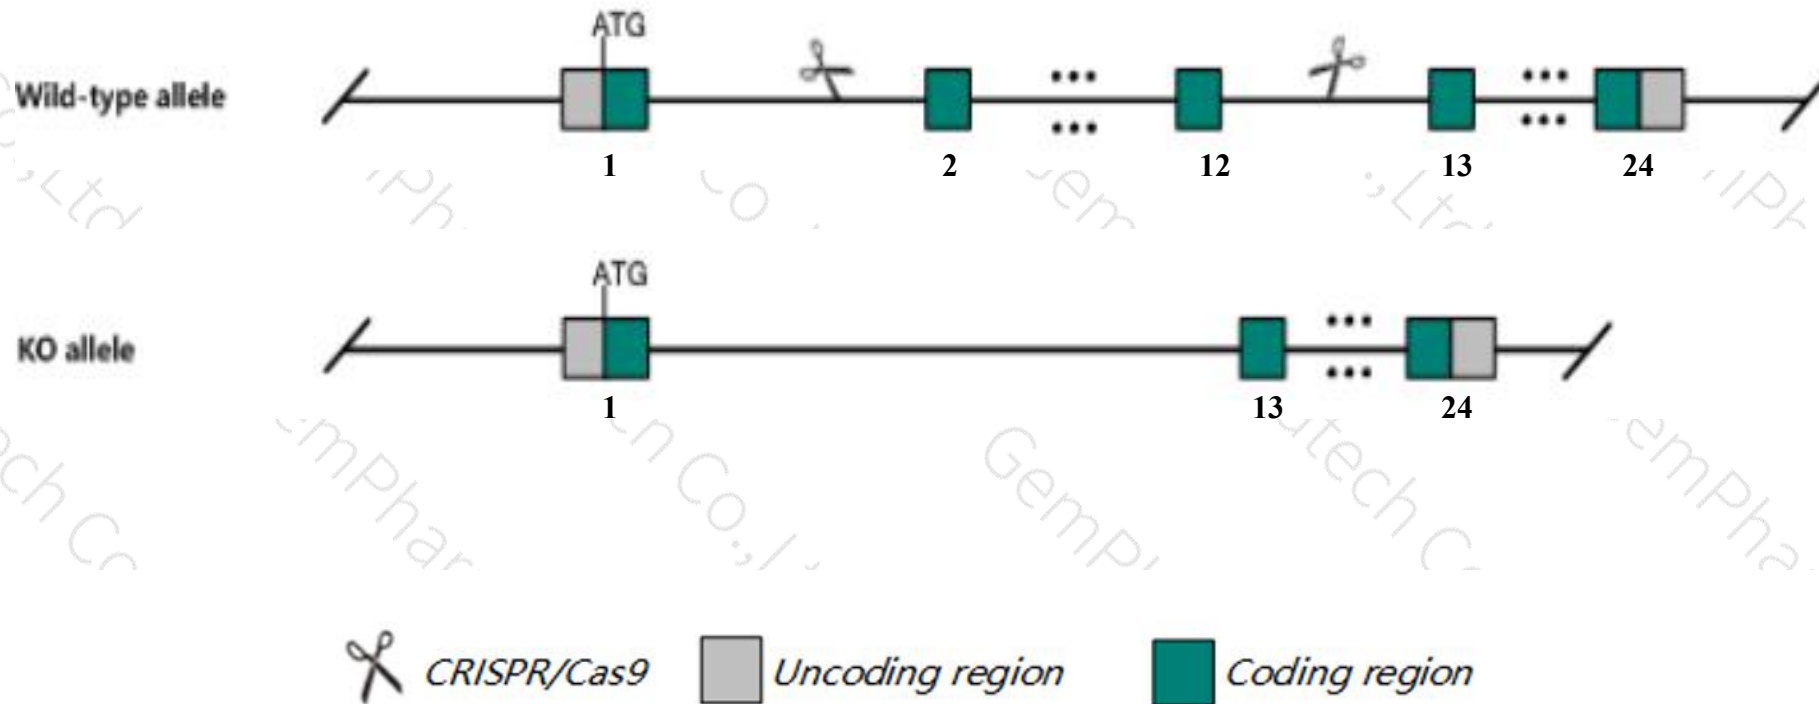 ATG
Wild-type allele
1 2 12 13 24
ATG
KO allele
1 13 24
CRISPR/Cas9 Uncoding region Coding region